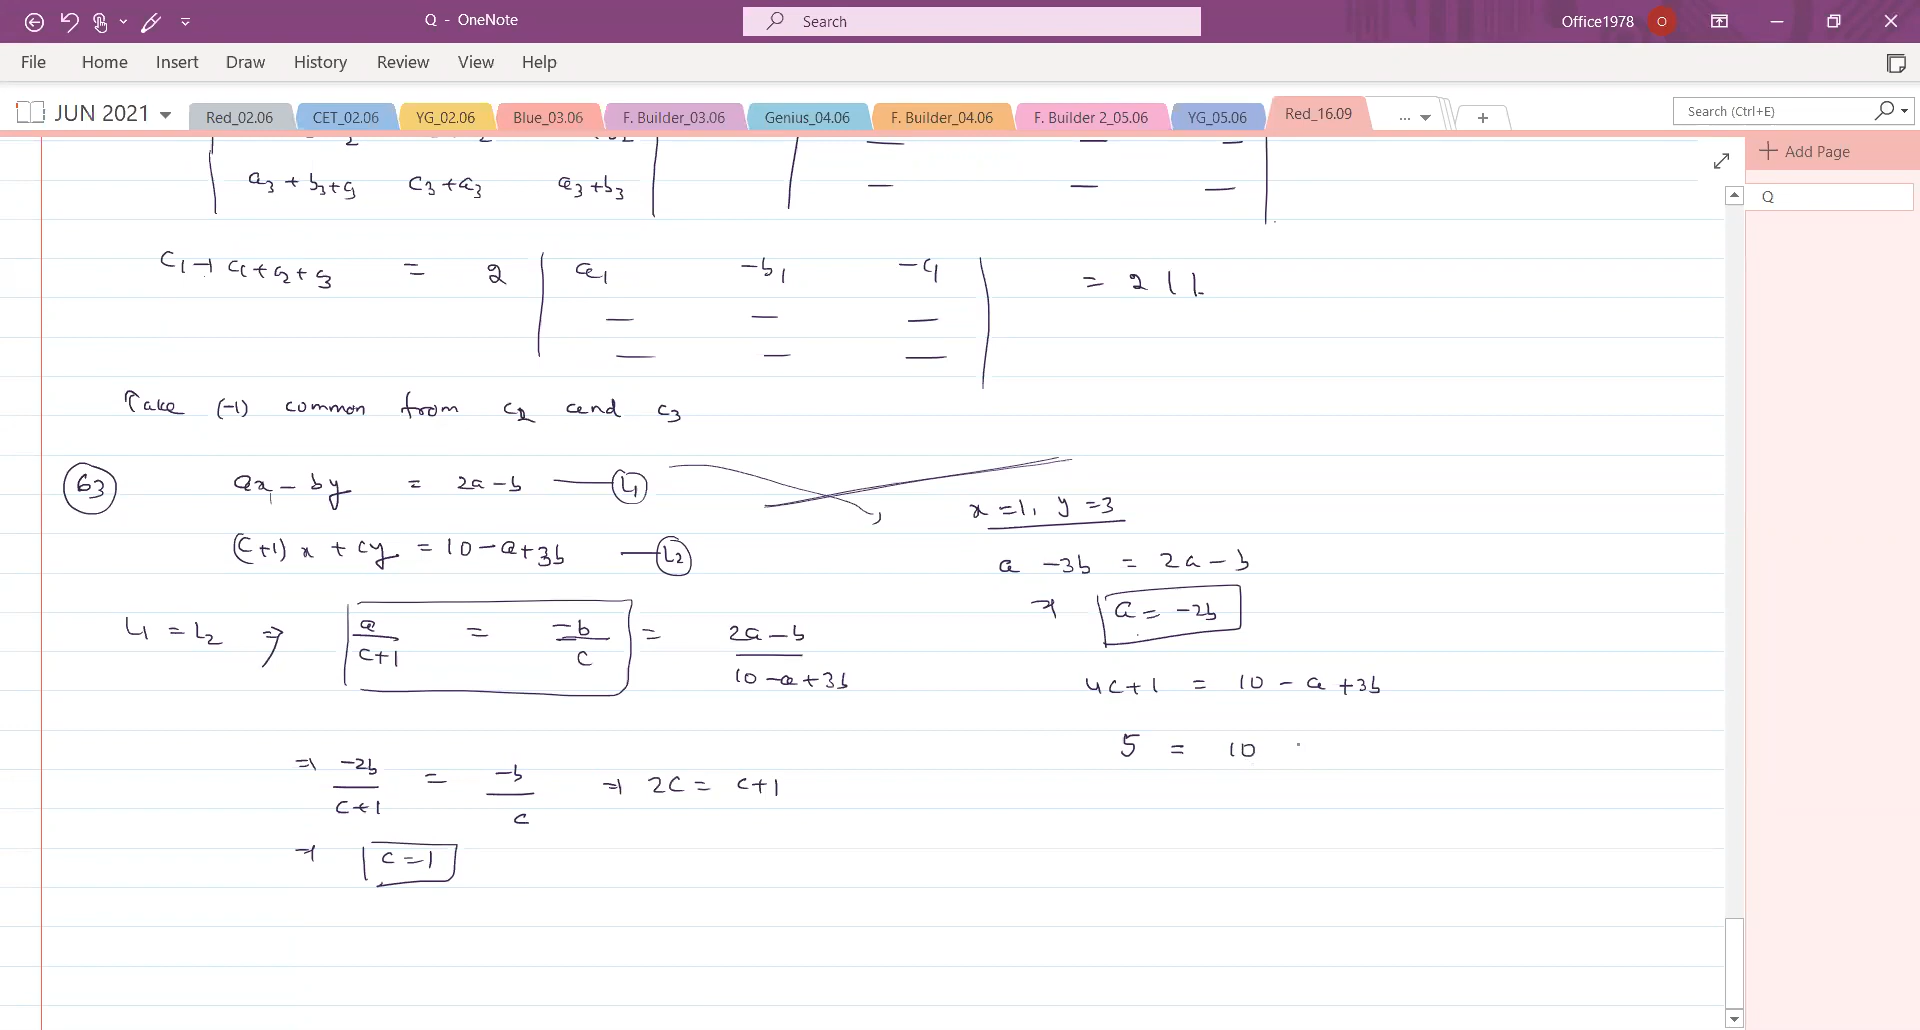 Q - OneNote
Search
Office1978
O
File Home Insert Draw History Review View Help
JUN 2021
Red_02.06 CET_02.06 YG_02.06 Blue_03.06 F. Builder_03.06 Genius_04.06 F. Builder_04.06 F. Builder 2_05.06 YG_05.06 Red_16.09 ... +
Search (Ctrl+E)
+ Add Page
Q
a₃ + b₃ + c₃ c₃ + a₃ a₃ + b₃
c₁ → c₁ + c₂ + c₃ = 2 | a₁ -b₁ -c₁ | = 2 | |
Take (-1) common from c₂ and c₃
63 ax - by = 2a - b — L₁
x = 1, y = 3
(c+1) x + cy = 10 - a + 3b — L₂
a - 3b = 2a - b
⇒ a = -2b
L₁ = L₂ ⇒ a/(c+1) = -b/c = (2a - b)/(10 - a + 3b)
4c + 1 = 10 - a + 3b
5 = 10
⇒ -2b/(c+1) = -b/c ⇒ 2c = c + 1
⇒ c = 1